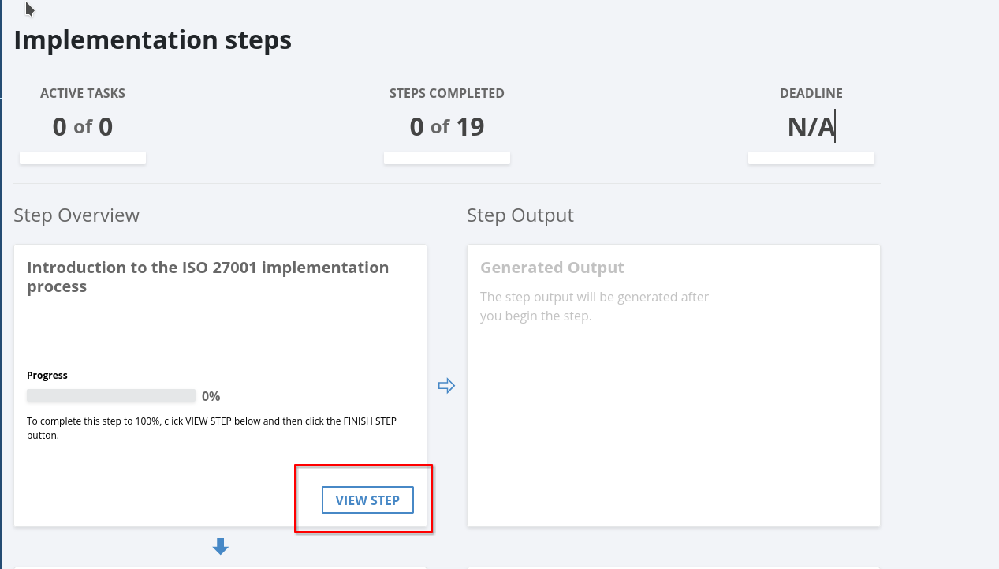 Implementation steps
ACTIVE TASKS
0 of 0
STEPS COMPLETED
0 of 19
DEADLINE
N/A
Step Overview
Introduction to the ISO 27001 implementation
process
Progress
0%
To complete this step to 100%, click VIEW STEP below and then click the FINISH STEP
button.
VIEW STEP
Step Output
Generated Output
The step output will be generated after
you begin the step.